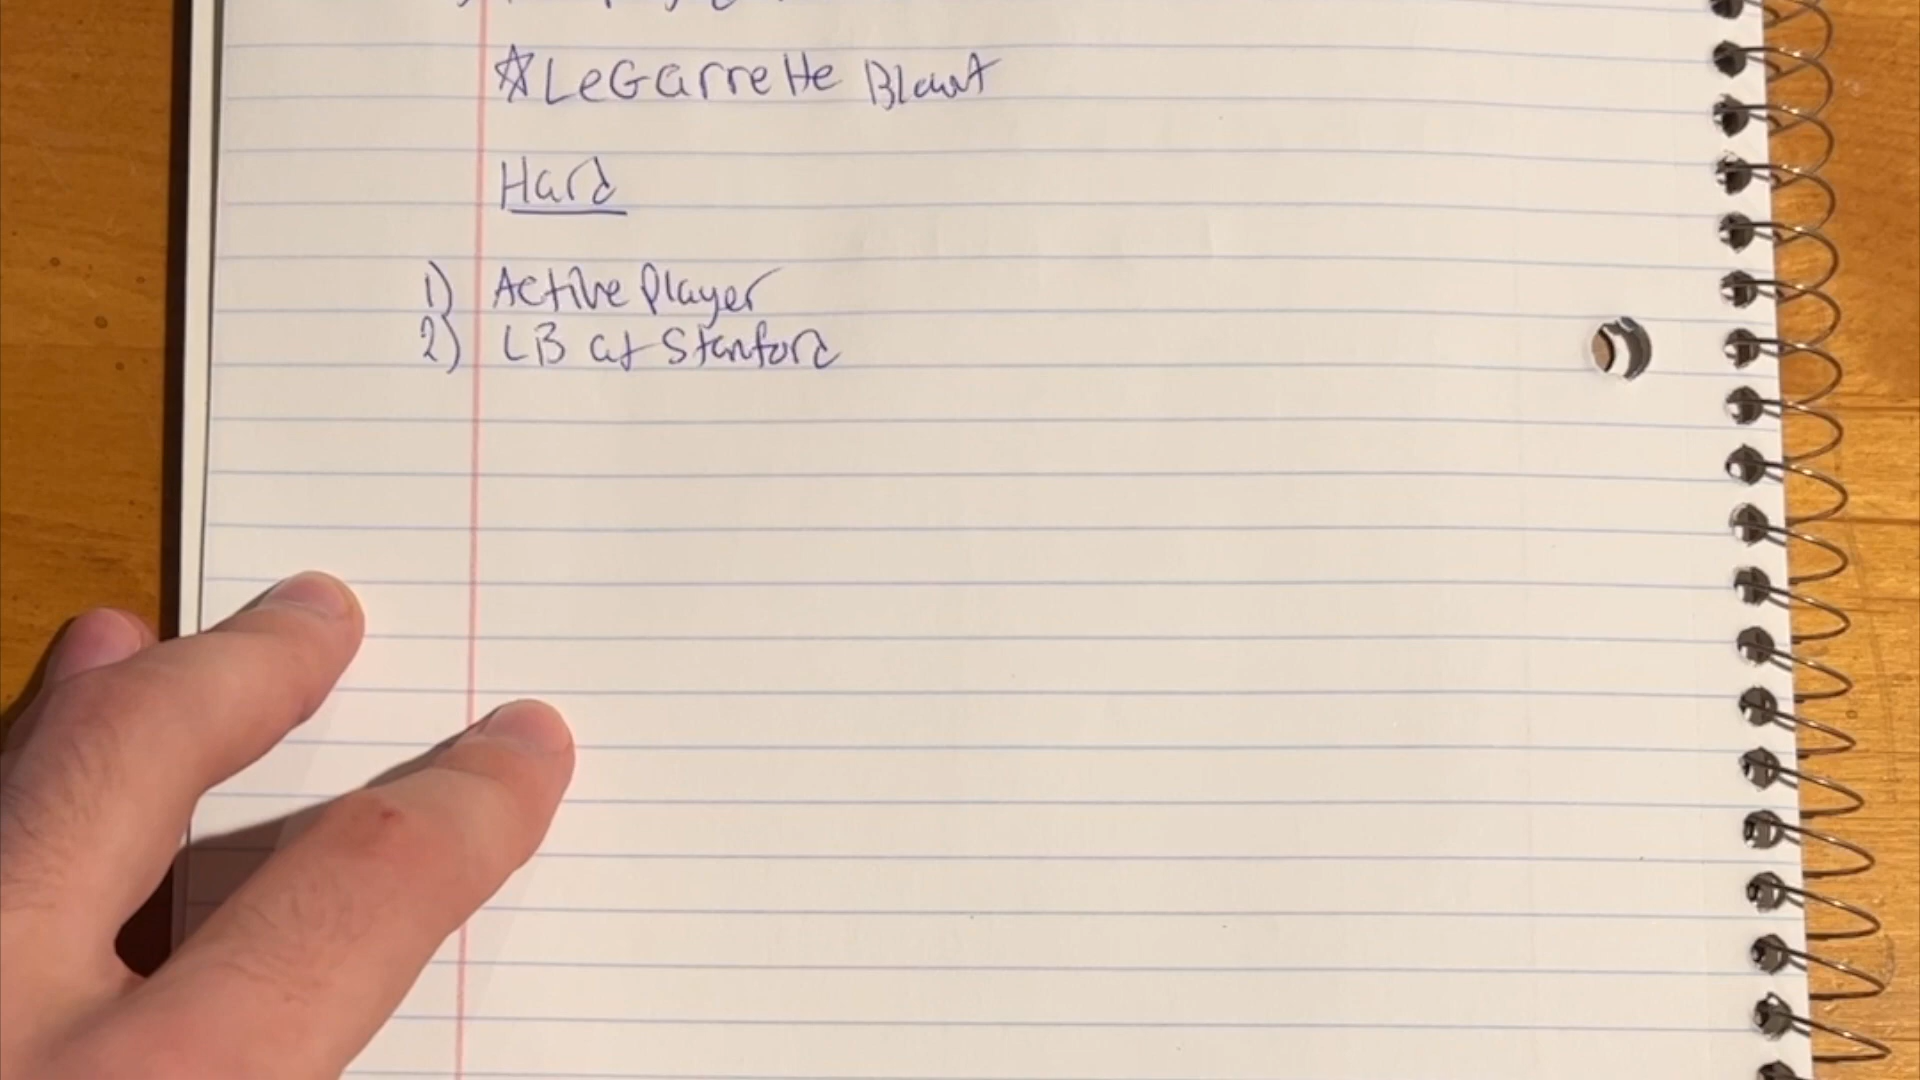 ☆LeGarrette Blount
Hard
1) Active Player
2) LB at Stanford